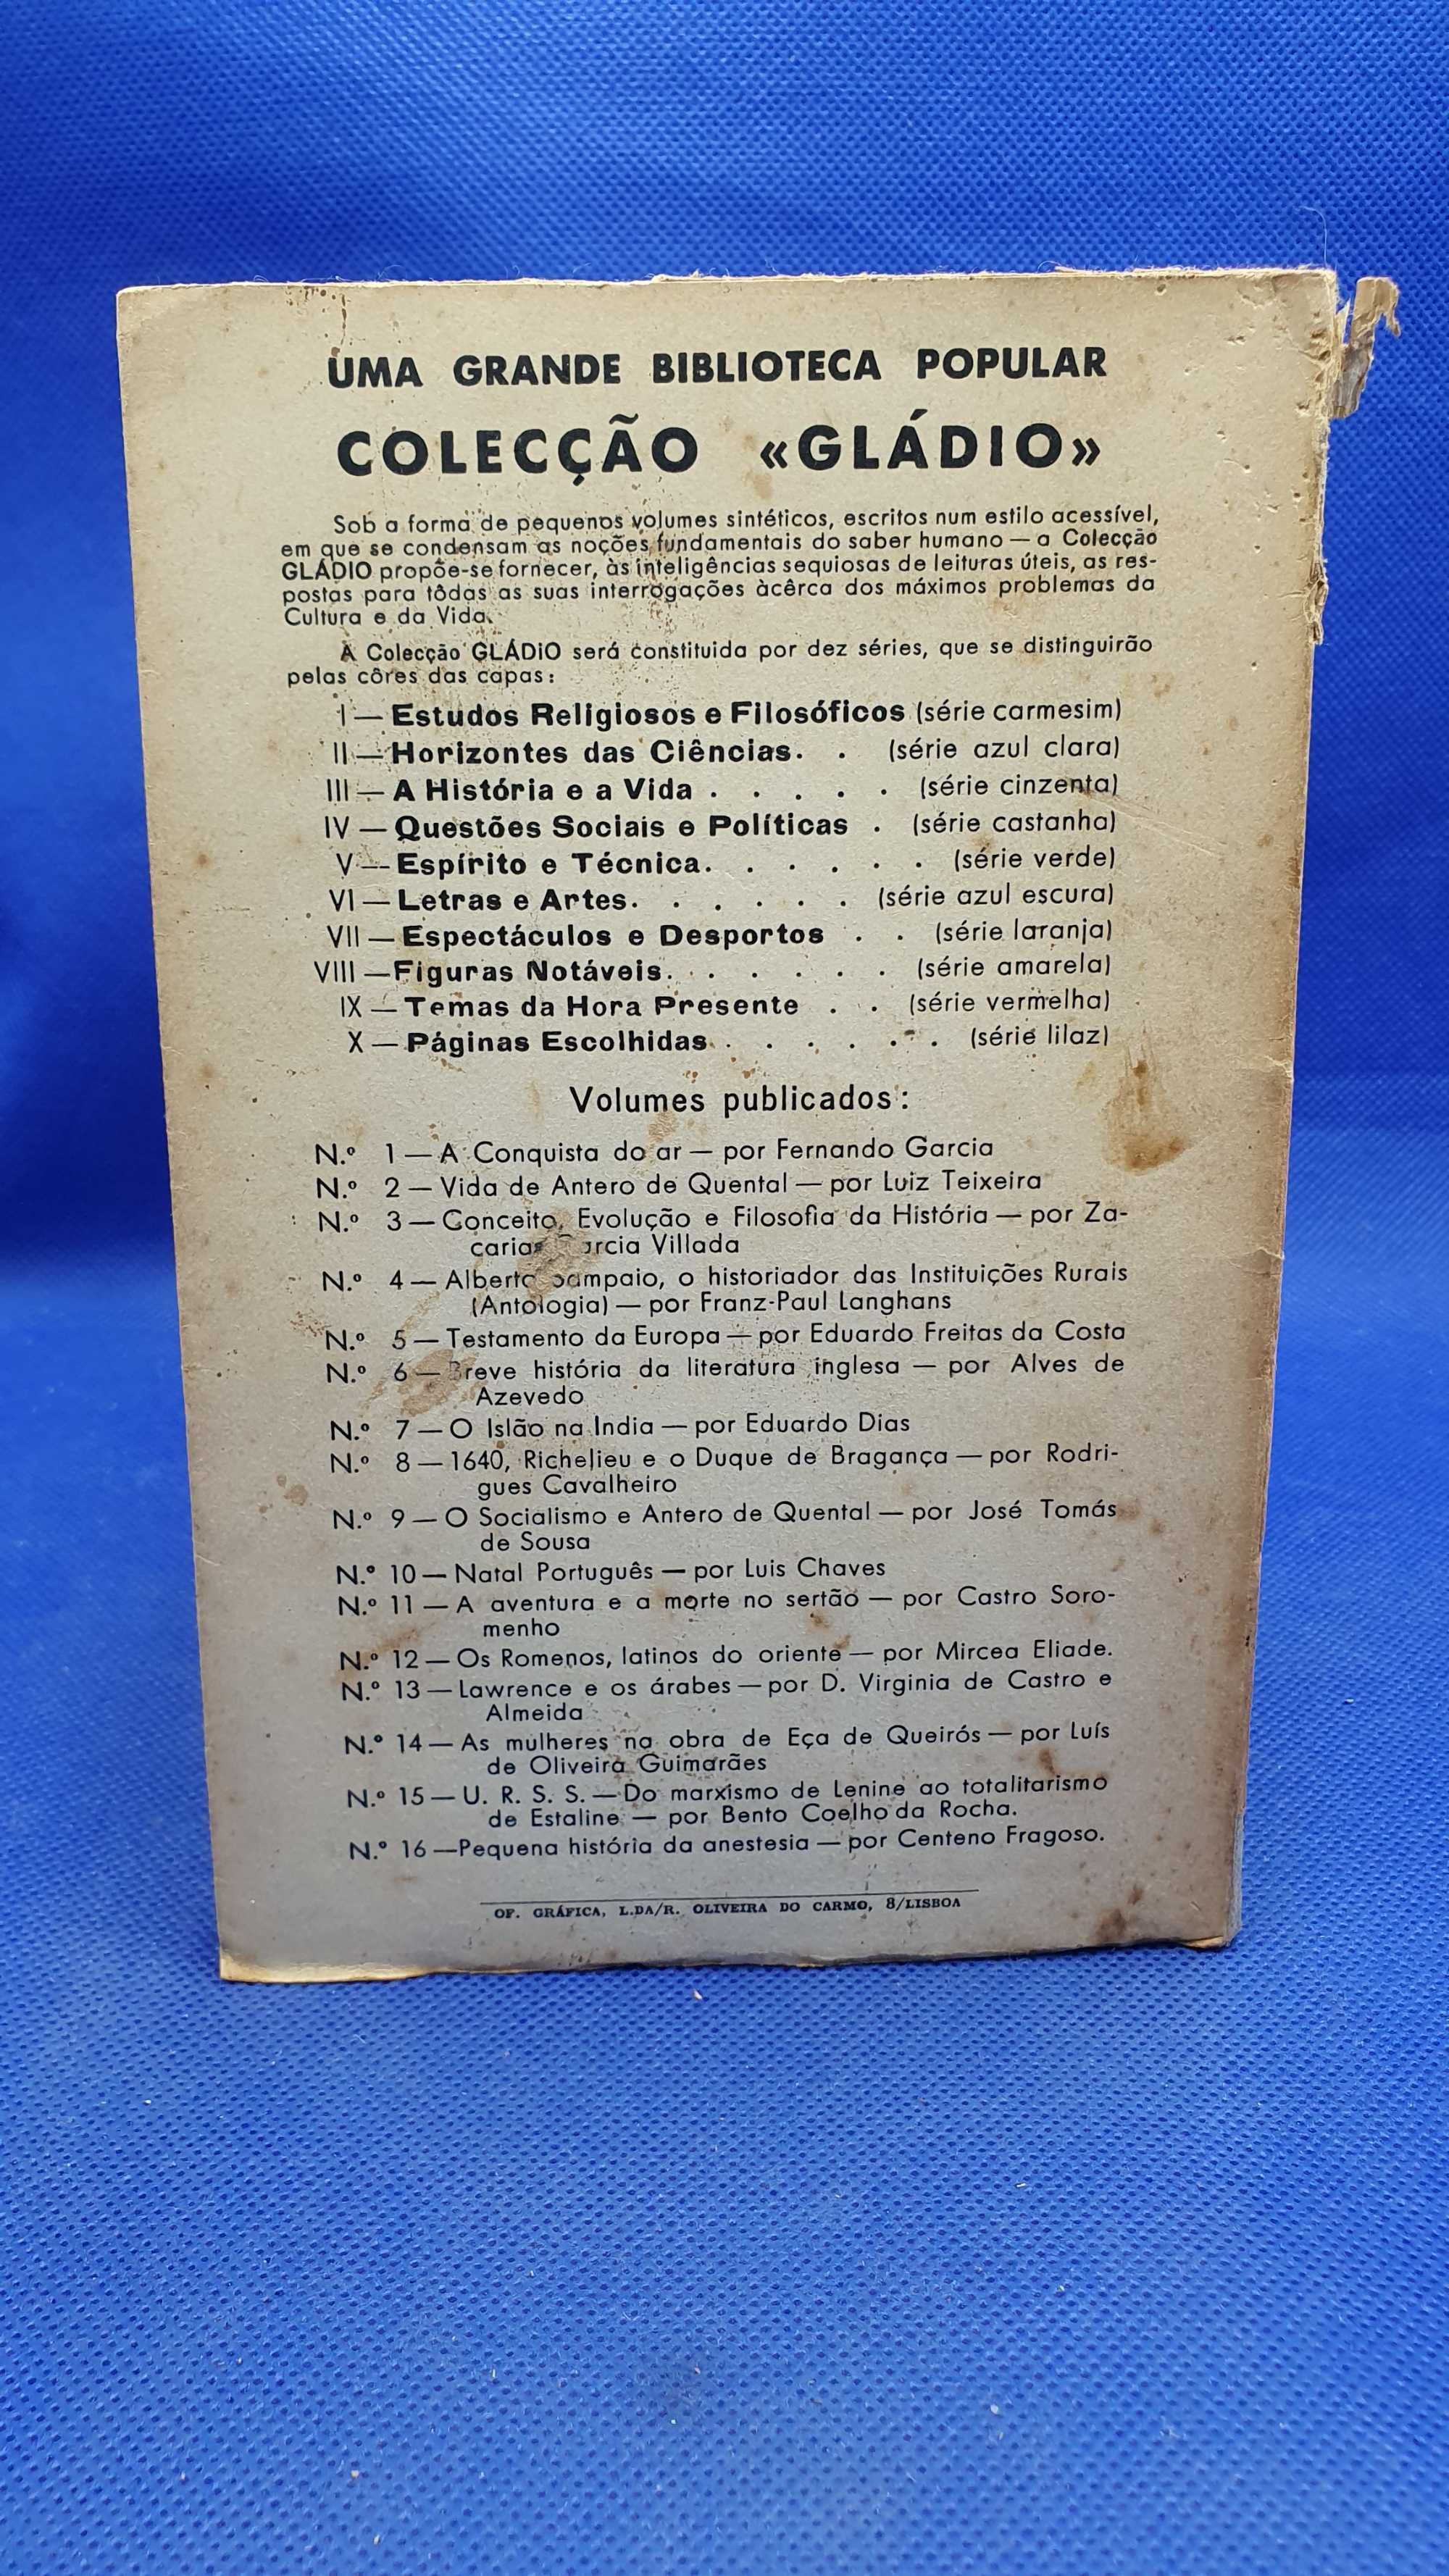 UMA GRANDE BIBLIOTECA POPULAR
COLECÇÃO «GLÁDIO»
Sob a forma de pequenos volumes sintéticos, escritos num estilo acessível,
em que se condensam as noções fundamentais do saber humano — a Colecção
GLÁDIO propõe-se fornecer, às inteligências sequiosas de leituras úteis, as res-
postas para tôdas as suas interrogações àcêrca dos máximos problemas da
Cultura e da Vida.
A Colecção GLÁDIO será constituida por dez séries, que se distinguirão
pelas côres das capas:
I — Estudos Religiosos e Filosóficos (série carmesim)
II — Horizontes das Ciências. . (série azul clara)
III — A História e a Vida . . . . . (série cinzenta)
IV — Questões Sociais e Políticas . (série castanha)
V — Espírito e Técnica. . . . . . (série verde)
VI — Letras e Artes. . . . . . (série azul escura)
VII — Espectáculos e Desportos . . (série laranja)
VIII — Figuras Notáveis. . . . . . (série amarela)
IX — Temas da Hora Presente . . (série vermelha)
X — Páginas Escolhidas . . . . . . (série lilaz)
Volumes publicados:
N.º 1 — A Conquista do ar — por Fernando Garcia
N.º 2 — Vida de Antero de Quental — por Luiz Teixeira
N.º 3 — Conceito, Evolução e Filosofia da História — por Za-
carias Garcia Villada
N.º 4 — Alberto Sampaio, o historiador das Instituições Rurais
(Antologia) — por Franz-Paul Langhans
N.º 5 — Testamento da Europa — por Eduardo Freitas da Costa
N.º 6 — Breve história da literatura inglesa — por Alves de
Azevedo
N.º 7 — O Islão na India — por Eduardo Dias
N.º 8 — 1640, Richelieu e o Duque de Bragança — por Rodri-
gues Cavalheiro
N.º 9 — O Socialismo e Antero de Quental — por José Tomás
de Sousa
N.º 10 — Natal Português — por Luis Chaves
N.º 11 — A aventura e a morte no sertão — por Castro Soro-
menho
N.º 12 — Os Romenos, latinos do oriente — por Mircea Eliade.
N.º 13 — Lawrence e os árabes — por D. Virginia de Castro e
Almeida
N.º 14 — As mulheres na obra de Eça de Queirós — por Luís
de Oliveira Guimarães
N.º 15 — U. R. S. S. — Do marxismo de Lenine ao totalitarismo
de Estaline — por Bento Coelho da Rocha.
N.º 16 — Pequena história da anestesia — por Centeno Fragoso.
OF. GRÁFICA, L.DA/R. OLIVEIRA DO CARMO, 8/LISBOA